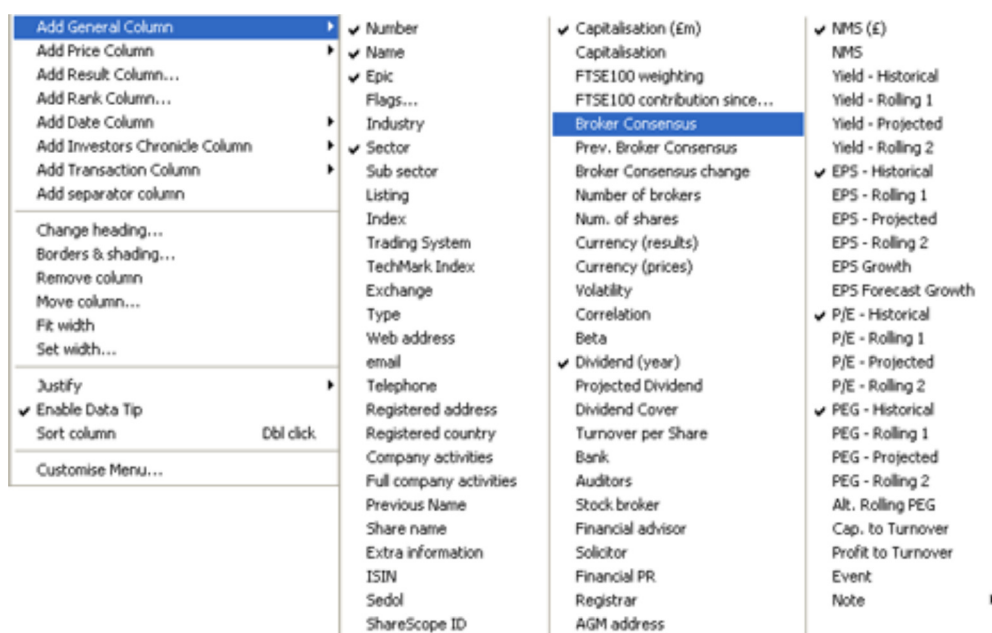 Add General Column
Add Price Column
Add Result Column...
Add Rank Column...
Add Date Column
Add Investors Chronicle Column
Add Transaction Column
Add separator column
Change heading...
Borders & shading...
Remove column
Move column...
Fit width
Set width...
Justify
Enable Data Tip
Sort column Dbl click
Customise Menu...
Number
Name
Epic
Flags...
Industry
Sector
Sub sector
Listing
Index
Trading System
TechMark Index
Exchange
Type
Web address
email
Telephone
Registered address
Registered country
Company activities
Full company activities
Previous Name
Share name
Extra information
ISIN
Sedol
ShareScope ID
Capitalisation (£m)
Capitalisation
FTSE100 weighting
FTSE100 contribution since...
Broker Consensus
Prev. Broker Consensus
Broker Consensus change
Number of brokers
Num. of shares
Currency (results)
Currency (prices)
Volatility
Correlation
Beta
Dividend (year)
Projected Dividend
Dividend Cover
Turnover per Share
Bank
Auditors
Stock broker
Financial advisor
Solicitor
Financial PR
Registrar
AGM address
NMS (£)
NMS
Yield - Historical
Yield - Rolling 1
Yield - Projected
Yield - Rolling 2
EPS - Historical
EPS - Rolling 1
EPS - Projected
EPS - Rolling 2
EPS Growth
EPS Forecast Growth
P/E - Historical
P/E - Rolling 1
P/E - Projected
P/E - Rolling 2
PEG - Historical
PEG - Rolling 1
PEG - Projected
PEG - Rolling 2
Alt. Rolling PEG
Cap. to Turnover
Profit to Turnover
Event
Note